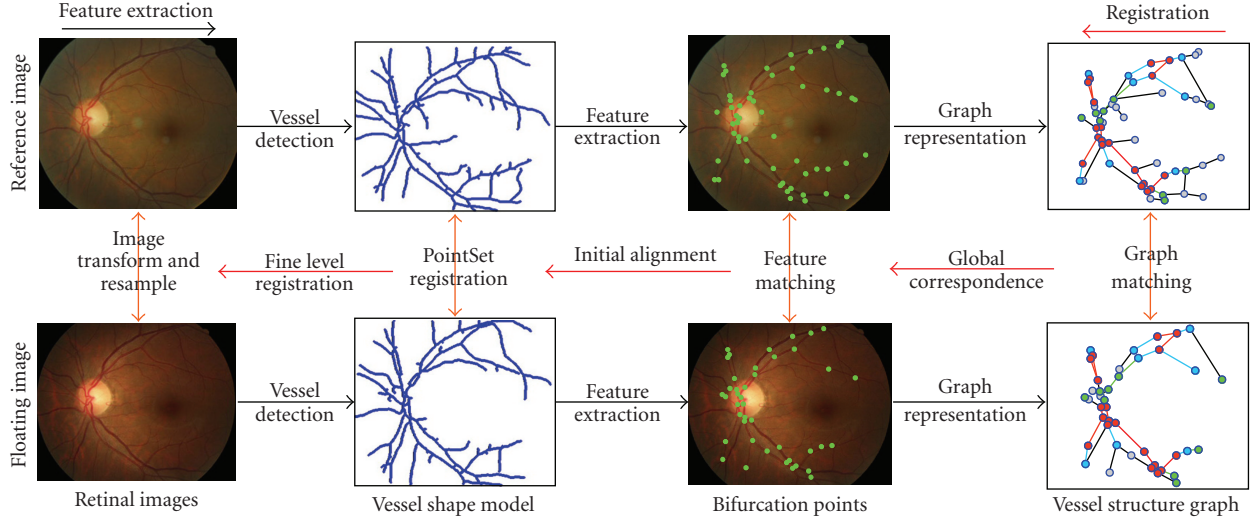 Feature extraction
Registration
Reference image
Vessel
detection
Feature
extraction
Graph
representation
Image
transform and
resample
Fine level
registration
PointSet
registration
Initial alignment
Feature
matching
Global
correspondence
Graph
matching
Floating image
Vessel
detection
Feature
extraction
Graph
representation
Retinal images
Vessel shape model
Bifurcation points
Vessel structure graph